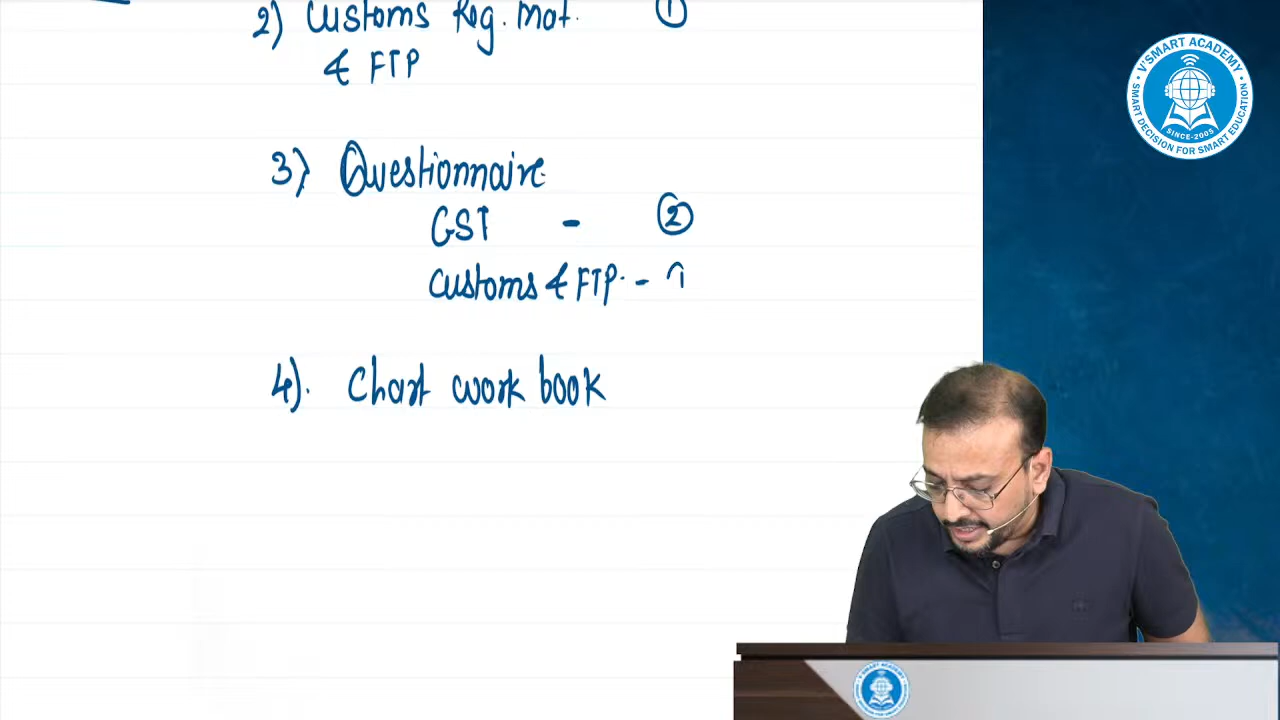 2) Customs Reg. mat. ①
& FTP
3) Questionnaire
GST - ②
Customs & FTP. - 1
4). Chart work book
V'SMART ACADEMY
SINCE-2005
SMART DECISION FOR SMART EDUCATION